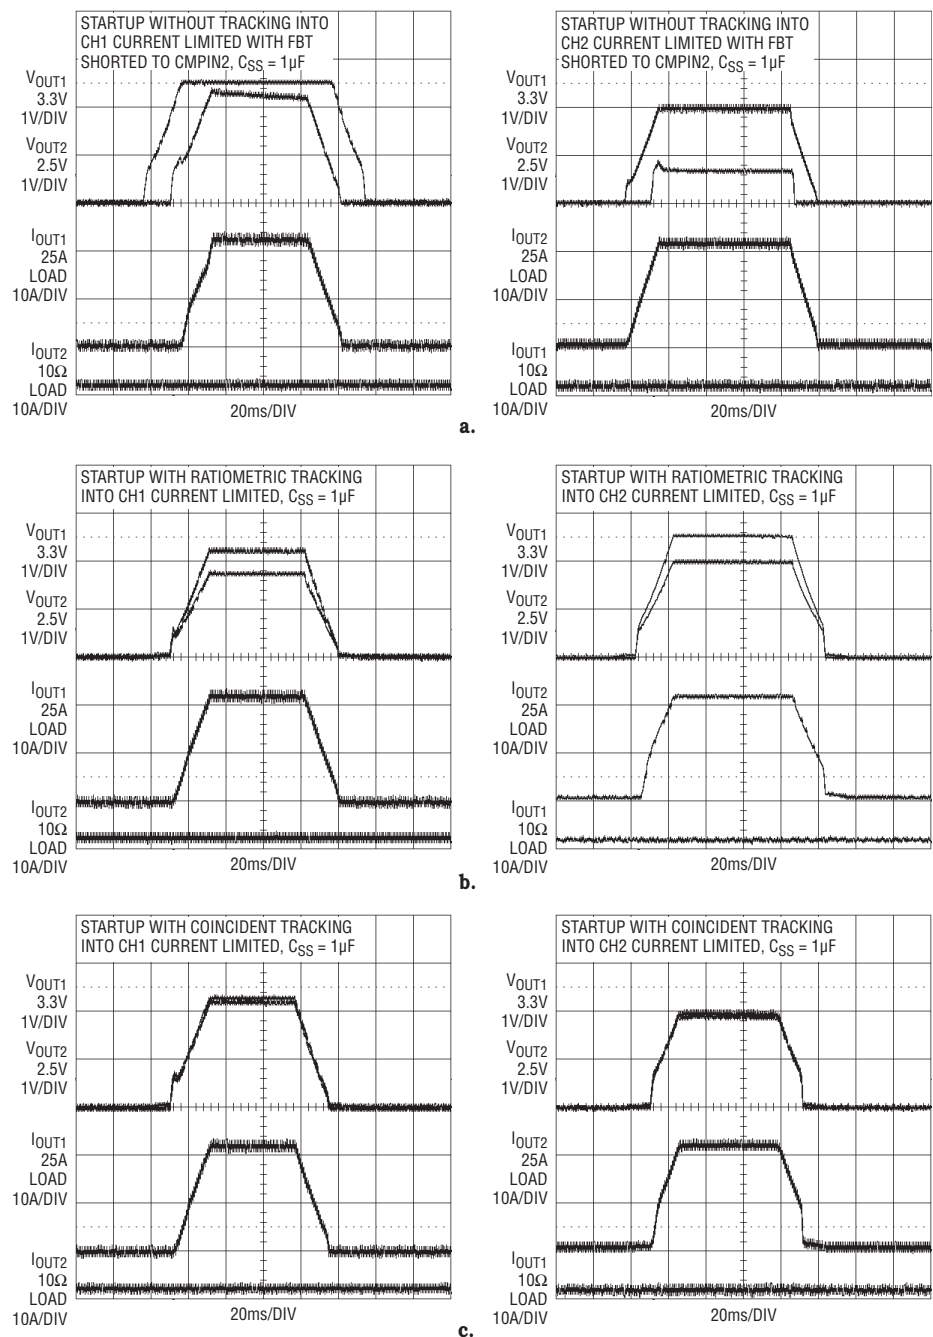 STARTUP WITHOUT TRACKING INTO
CH1 CURRENT LIMITED WITH FBT
SHORTED TO CMPIN2, CSS = 1µF
VOUT1
3.3V
1V/DIV
VOUT2
2.5V
1V/DIV
IOUT1
25A
LOAD
10A/DIV
IOUT2
10Ω
LOAD
10A/DIV
20ms/DIV
STARTUP WITHOUT TRACKING INTO
CH2 CURRENT LIMITED WITH FBT
SHORTED TO CMPIN2, CSS = 1µF
VOUT1
3.3V
1V/DIV
VOUT2
2.5V
1V/DIV
IOUT2
25A
LOAD
10A/DIV
IOUT1
10Ω
LOAD
10A/DIV
20ms/DIV
a.
STARTUP WITH RATIOMETRIC TRACKING
INTO CH1 CURRENT LIMITED, CSS = 1µF
VOUT1
3.3V
1V/DIV
VOUT2
2.5V
1V/DIV
IOUT1
25A
LOAD
10A/DIV
IOUT2
10Ω
LOAD
10A/DIV
20ms/DIV
STARTUP WITH RATIOMETRIC TRACKING
INTO CH2 CURRENT LIMITED, CSS = 1µF
VOUT1
3.3V
1V/DIV
VOUT2
2.5V
1V/DIV
IOUT2
25A
LOAD
10A/DIV
IOUT1
10Ω
LOAD
10A/DIV
20ms/DIV
b.
STARTUP WITH COINCIDENT TRACKING
INTO CH1 CURRENT LIMITED, CSS = 1µF
VOUT1
3.3V
1V/DIV
VOUT2
2.5V
1V/DIV
IOUT1
25A
LOAD
10A/DIV
IOUT2
10Ω
LOAD
10A/DIV
20ms/DIV
STARTUP WITH COINCIDENT TRACKING
INTO CH2 CURRENT LIMITED, CSS = 1µF
VOUT1
3.3V
1V/DIV
VOUT2
2.5V
1V/DIV
IOUT2
25A
LOAD
10A/DIV
IOUT1
10Ω
LOAD
10A/DIV
20ms/DIV
c.